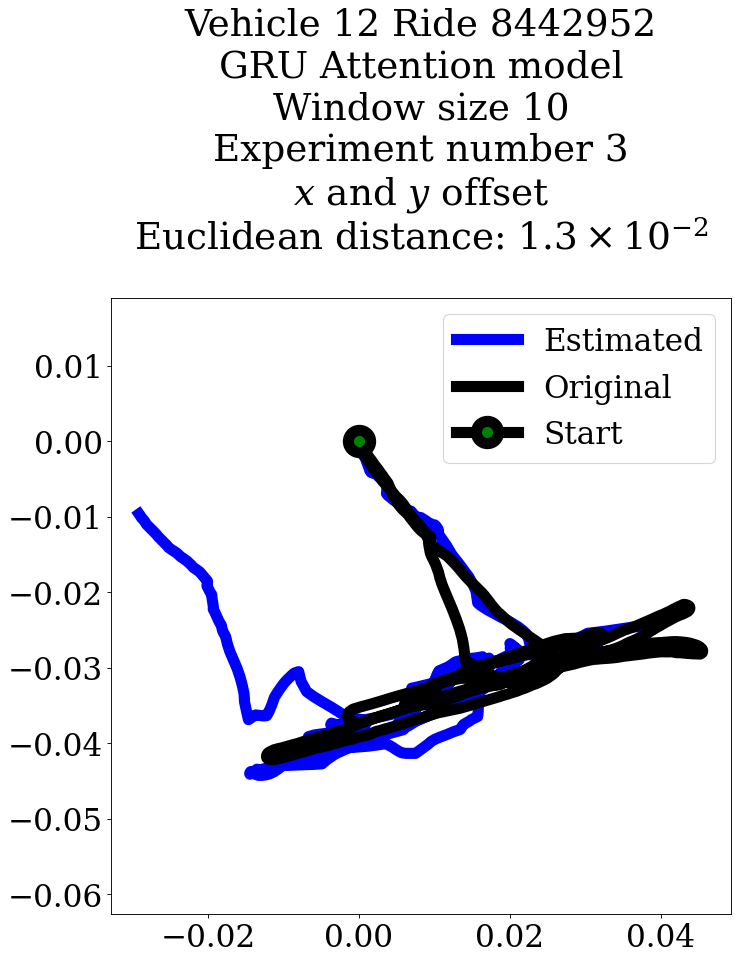 Vehicle 12 Ride 8442952
GRU Attention model
Window size 10
Experiment number 3
x and y offset
Euclidean distance: 1.3 × 10⁻²
Estimated
Original
Start
0.01
0.00
−0.01
−0.02
−0.03
−0.04
−0.05
−0.06
−0.02 0.00 0.02 0.04